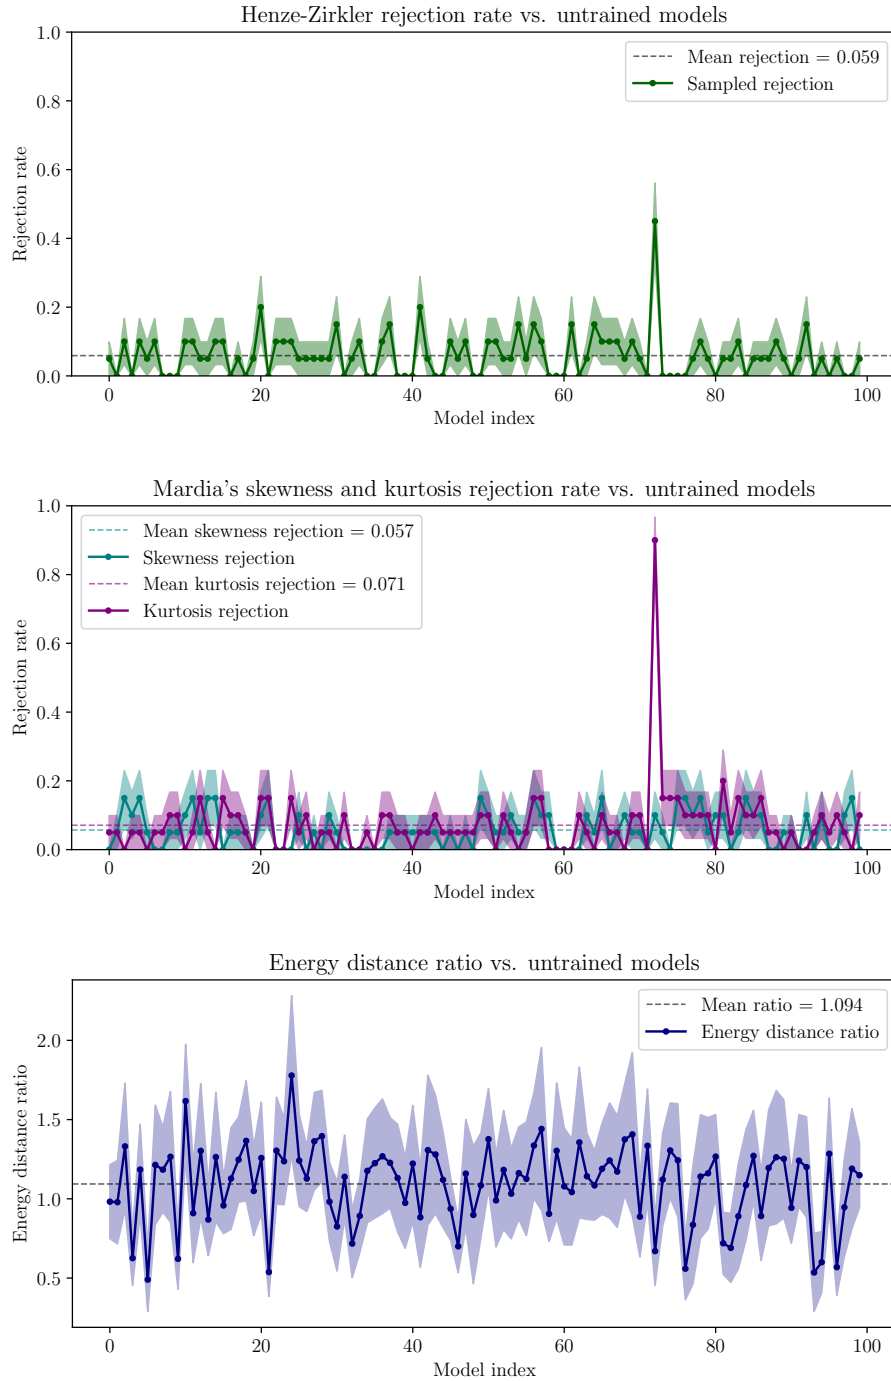 Henze-Zirkler rejection rate vs. untrained models
1.0
0.8
0.6
0.4
0.2
0.0
Rejection rate
Mean rejection = 0.059
Sampled rejection
0 20 40 60 80 100
Model index
Mardia's skewness and kurtosis rejection rate vs. untrained models
1.0
0.8
0.6
0.4
0.2
0.0
Rejection rate
Mean skewness rejection = 0.057
Skewness rejection
Mean kurtosis rejection = 0.071
Kurtosis rejection
0 20 40 60 80 100
Model index
Energy distance ratio vs. untrained models
2.0
1.5
1.0
0.5
Energy distance ratio
Mean ratio = 1.094
Energy distance ratio
0 20 40 60 80 100
Model index